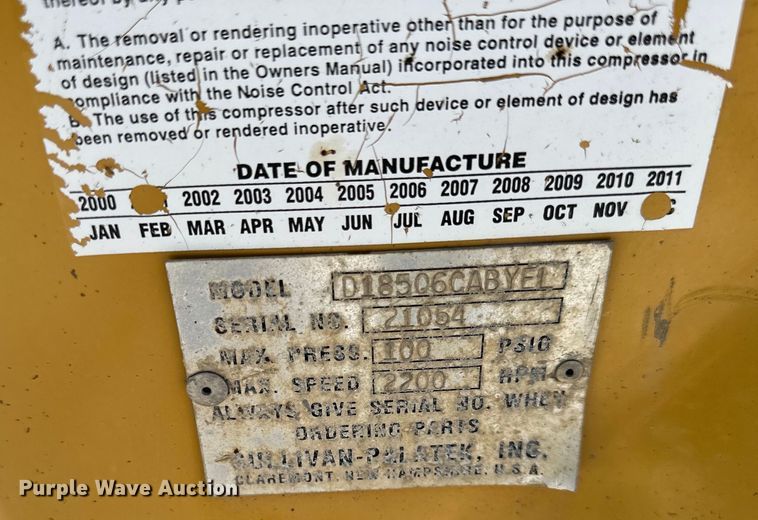 thereof by any
A. The removal or rendering inoperative other than for the purpose of
maintenance, repair or replacement of any noise control device or element
of design (listed in the Owners Manual) incorporated into this compressor in
compliance with the Noise Control Act.
B. The use of this compressor after such device or element of design has
been removed or rendered inoperative.
DATE OF MANUFACTURE
2000 2002 2003 2004 2005 2006 2007 2008 2009 2010 2011
JAN FEB MAR APR MAY JUN JUL AUG SEP OCT NOV
MODEL D185Q6CABYEL
SERIAL NO. 21054
MAX. PRESS. 100 PSIG
MAX. SPEED 2200 RPM
ALWAYS GIVE SERIAL NO. WHEN
ORDERING PARTS
SULLIVAN-PALATEK, INC.
CLAREMONT, NEW HAMPSHIRE, U.S.A.
Purple Wave Auction